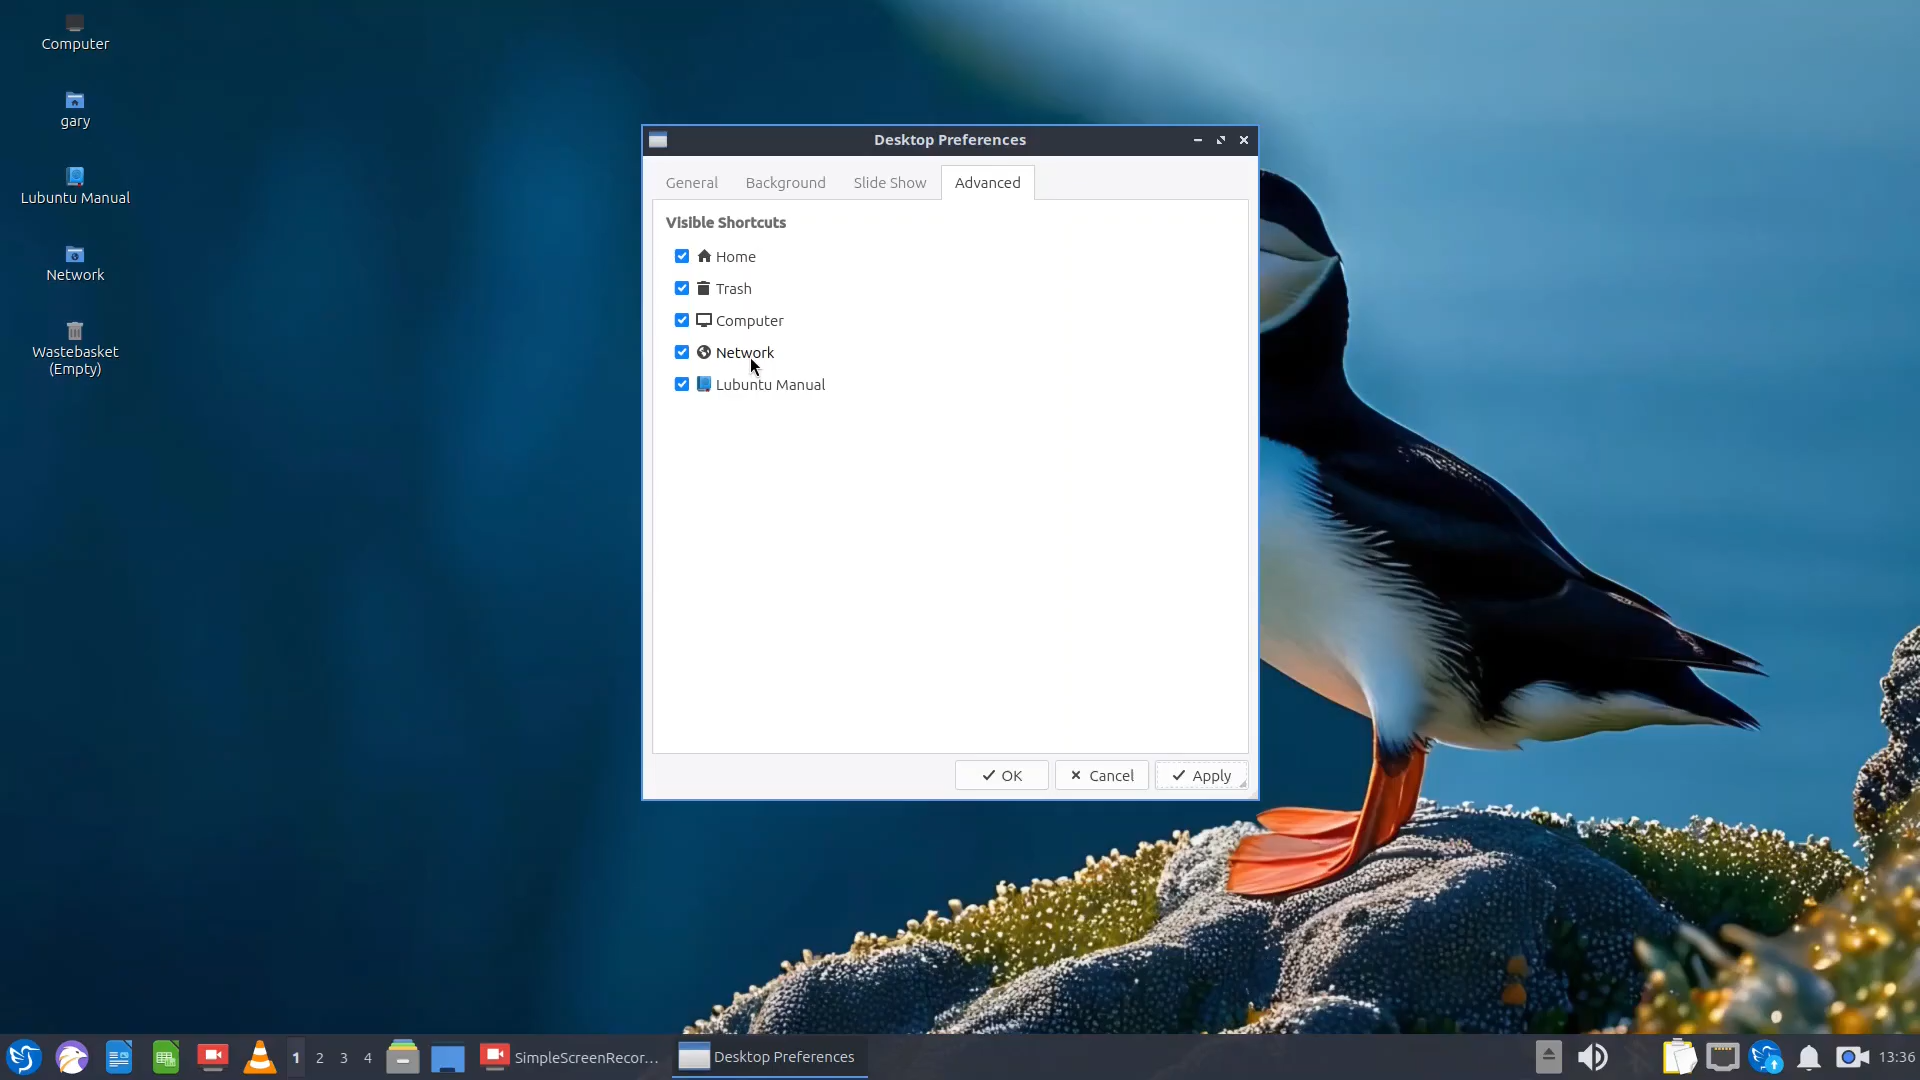 Computer
gary
Lubuntu Manual
Network
Wastebasket
(Empty)
Desktop Preferences
General Background Slide Show Advanced
Visible Shortcuts
Home
Trash
Computer
Network
Lubuntu Manual
OK Cancel Apply
1 2 3 4 SimpleScreenRecor... Desktop Preferences 13:36